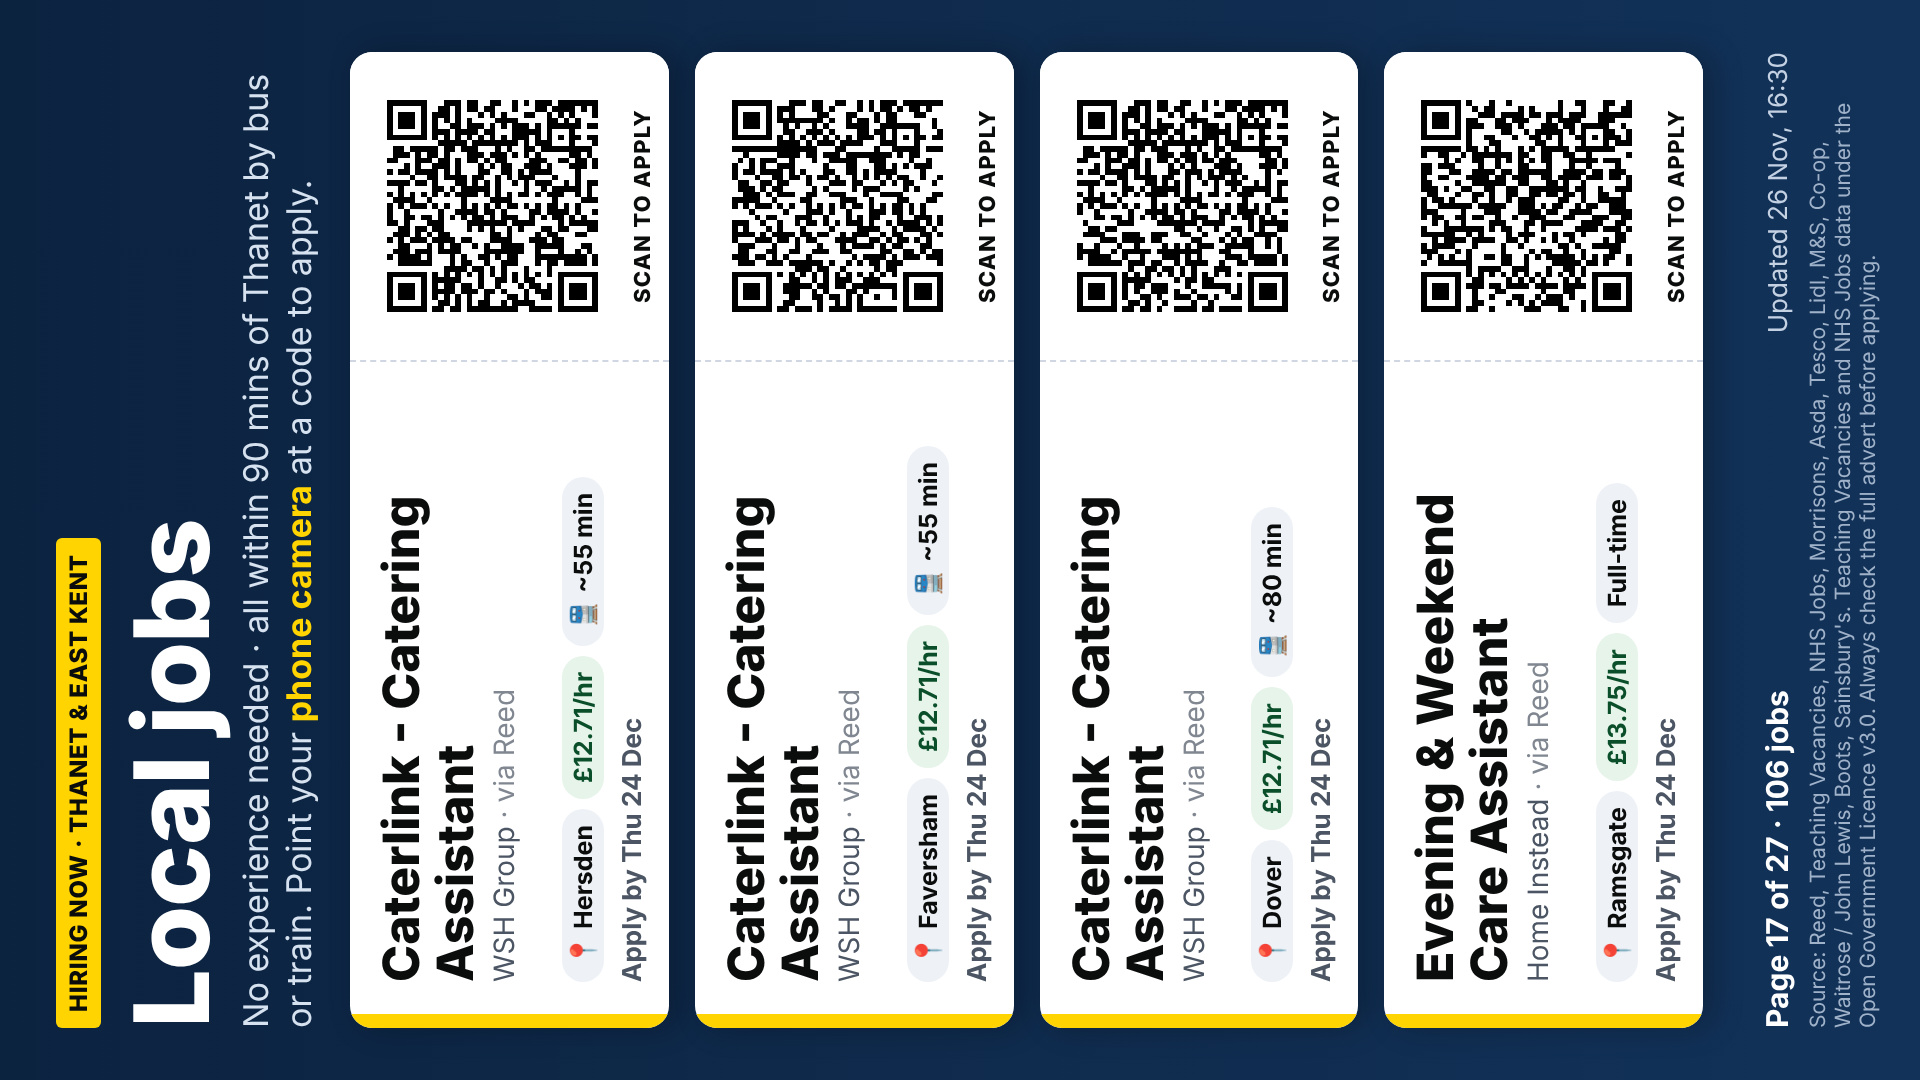 HIRING NOW · THANET & EAST KENT
Local jobs
No experience needed · all within 90 mins of Thanet by bus
or train. Point your phone camera at a code to apply.
Caterlink - Catering
Assistant
WSH Group · via Reed
Hersden £12.71/hr ~55 min
Apply by Thu 24 Dec
SCAN TO APPLY
Caterlink - Catering
Assistant
WSH Group · via Reed
Faversham £12.71/hr ~55 min
Apply by Thu 24 Dec
SCAN TO APPLY
Caterlink - Catering
Assistant
WSH Group · via Reed
Dover £12.71/hr ~80 min
Apply by Thu 24 Dec
SCAN TO APPLY
Evening & Weekend
Care Assistant
Home Instead · via Reed
Ramsgate £13.75/hr Full-time
Apply by Thu 24 Dec
SCAN TO APPLY
Page 17 of 27 · 106 jobs Updated 26 Nov, 16:30
Source: Reed, Teaching Vacancies, NHS Jobs, Morrisons, Asda, Tesco, Lidl, M&S, Co-op,
Waitrose / John Lewis, Boots, Sainsbury's. Teaching Vacancies and NHS Jobs data under the
Open Government Licence v3.0. Always check the full advert before applying.